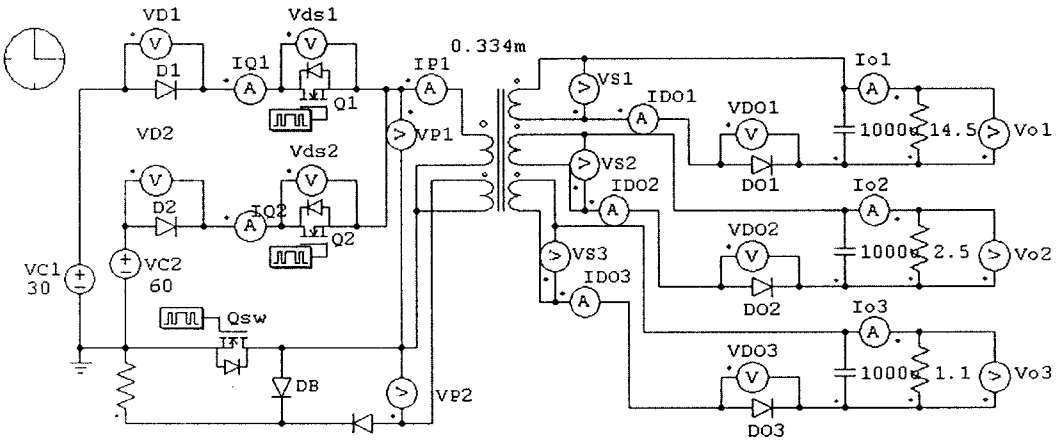 VD1
Vds1
0.334m
D1
IQ1
Q1
IP1
VP1
VD2
Vds2
D2
IQ2
Q2
VC1
30
VC2
60
Qsw
DB
VP2
VS1
IDO1
VDO1
DO1
Io1
1000u
14.5
Vo1
VS2
IDO2
VDO2
DO2
Io2
1000u
2.5
Vo2
VS3
IDO3
VDO3
DO3
Io3
1000u
1.1
Vo3
V
V
V
V
V
V
V
A
A
A
A
A
A
A
A
A
V
V
V
V
V
V
V
V